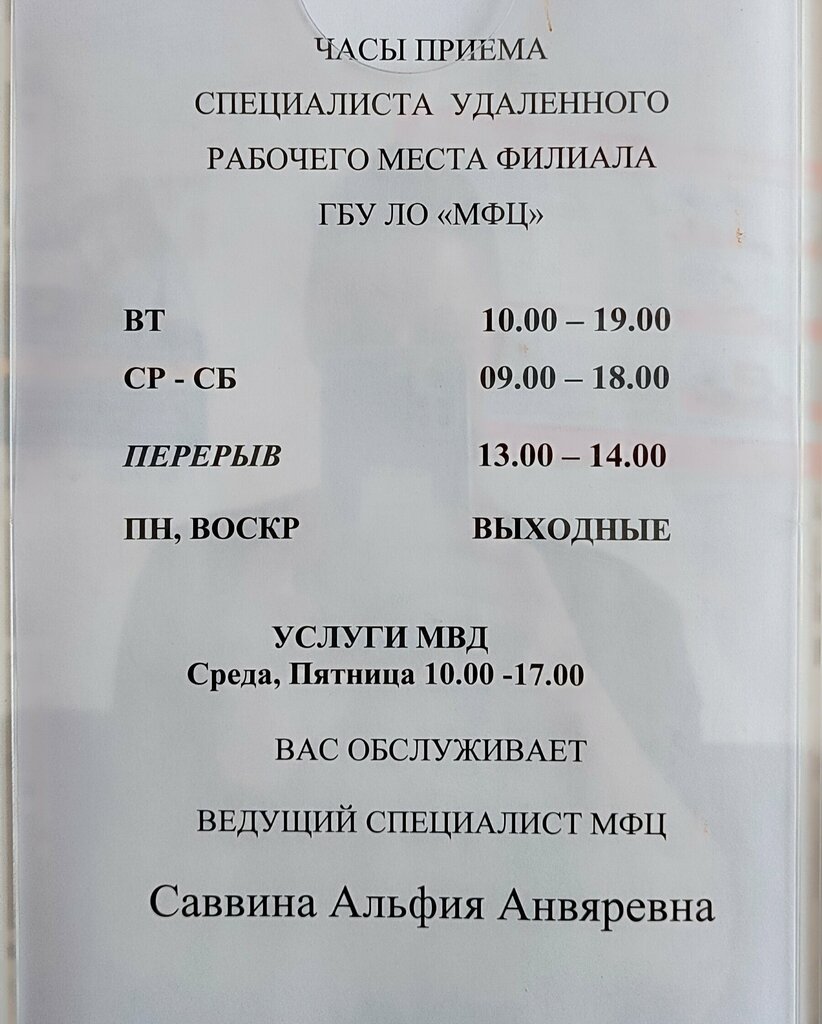 ЧАСЫ ПРИЕМА
СПЕЦИАЛИСТА УДАЛЕННОГО
РАБОЧЕГО МЕСТА ФИЛИАЛА
ГБУ ЛО «МФЦ»
ВТ 10.00 – 19.00
СР - СБ 09.00 – 18.00
ПЕРЕРЫВ 13.00 – 14.00
ПН, ВОСКР ВЫХОДНЫЕ
УСЛУГИ МВД
Среда, Пятница 10.00 -17.00
ВАС ОБСЛУЖИВАЕТ
ВЕДУЩИЙ СПЕЦИАЛИСТ МФЦ
Саввина Альфия Анвяревна